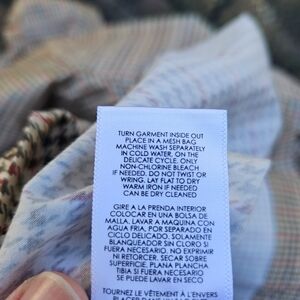 TURN GARMENT INSIDE OUT
PLACE IN A MESH BAG
MACHINE WASH SEPARATELY
IN COLD WATER, ON THE
DELICATE CYCLE. ONLY
NON-CHLORINE BLEACH
IF NEEDED. DO NOT TWIST OR
WRING. LAY FLAT TO DRY
WARM IRON IF NEEDED
CAN BE DRY CLEANED
GIRE A LA PRENDA INTERIOR
COLOCAR EN UNA BOLSA DE
MALLA. LAVAR A MAQUINA CON
AGUA FRIA, POR SEPARADO EN
CICLO DELICADO. SOLAMENTE
BLANQUEADOR SIN CLORO SI
FUERA NECESARIO. NO EXPRIMIR
NI RETORCER. SECAR SOBRE
SUPERFICIE. PLANA PLANCHA
TIBIA SI FUERA NECESARIO
SE PUEDE LAVAR EN SECO
TOURNEZ LE VÊTEMENT À L'ENVERS